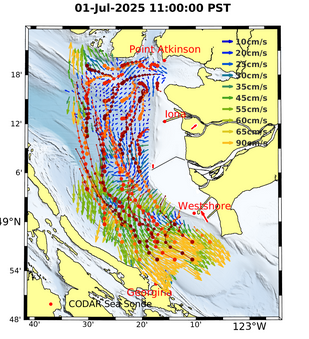 01-Jul-2025 11:00:00 PST
Point Atkinson
10cm/s
20cm/s
25cm/s
30cm/s
35cm/s
45cm/s
55cm/s
60cm/s
65cm/s
90cm/s
18'
Iona
12'
6'
Westshore
49°N
54'
Georgina
CODAR Sea Sonde
48'
40' 30' 20' 10' 123°W